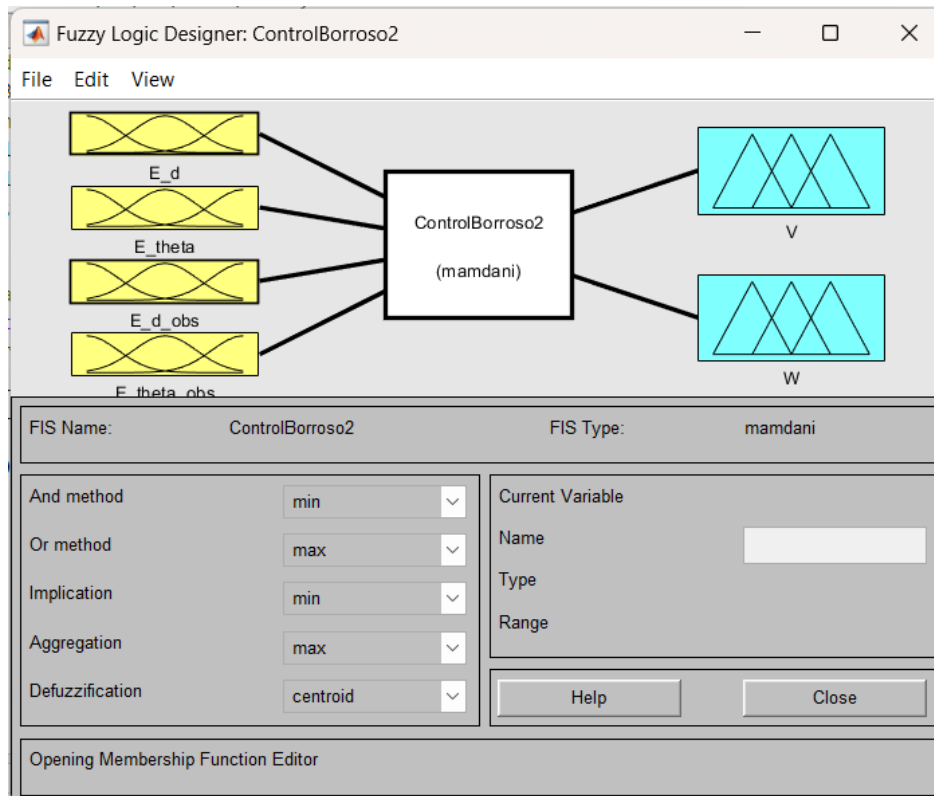 Fuzzy Logic Designer: ControlBorroso2
File Edit View
E_d
E_theta
E_d_obs
E_theta_obs
ControlBorroso2
(mamdani)
V
W
FIS Name: ControlBorroso2 FIS Type: mamdani
And method min
Or method max
Implication min
Aggregation max
Defuzzification centroid
Current Variable
Name
Type
Range
Help Close
Opening Membership Function Editor